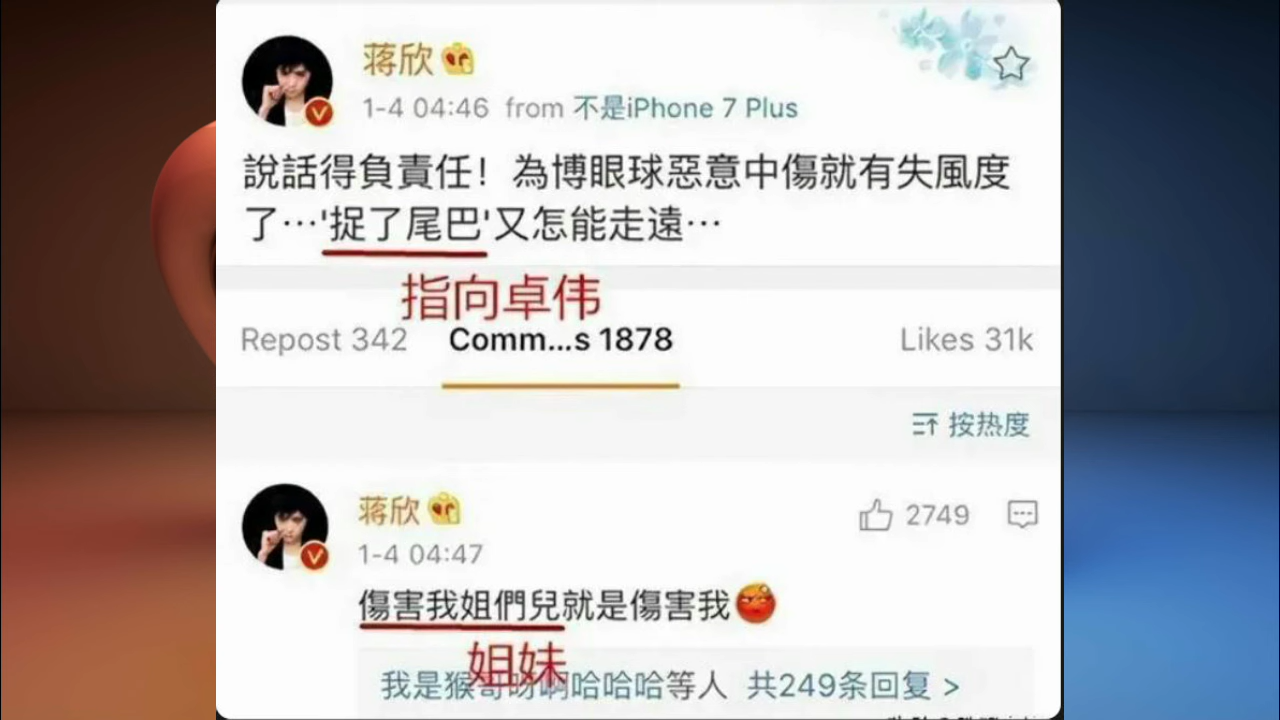 蒋欣
1-4 04:46 from 不是iPhone 7 Plus
說話得負責任！為博眼球惡意中傷就有失風度
了…'捉了尾巴'又怎能走遠…
指向卓伟
Repost 342 Comm...s 1878 Likes 31k
按热度
蒋欣 2749
1-4 04:47
傷害我姐們兒就是傷害我
姐妹
我是猴哥呀啊哈哈哈等人 共249条回复 >